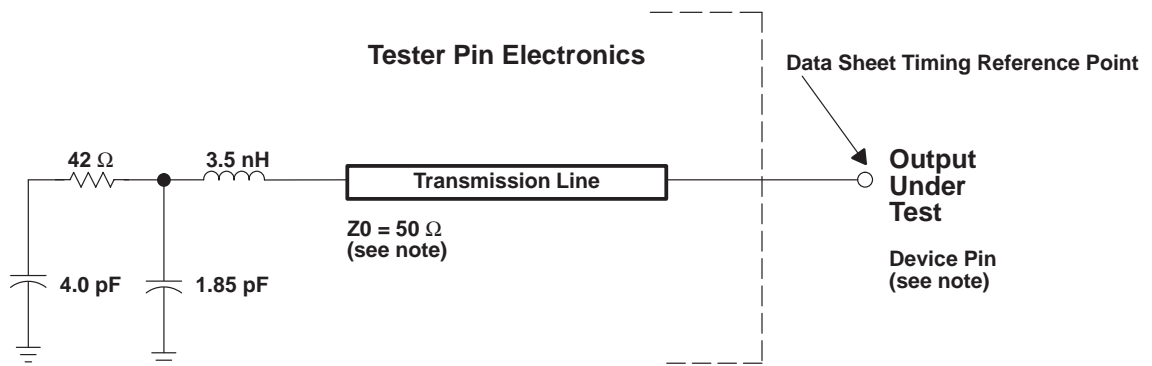 Tester Pin Electronics
Data Sheet Timing Reference Point
42 Ω
3.5 nH
Transmission Line
Output
Under
Test
Z0 = 50 Ω
(see note)
Device Pin
(see note)
4.0 pF
1.85 pF